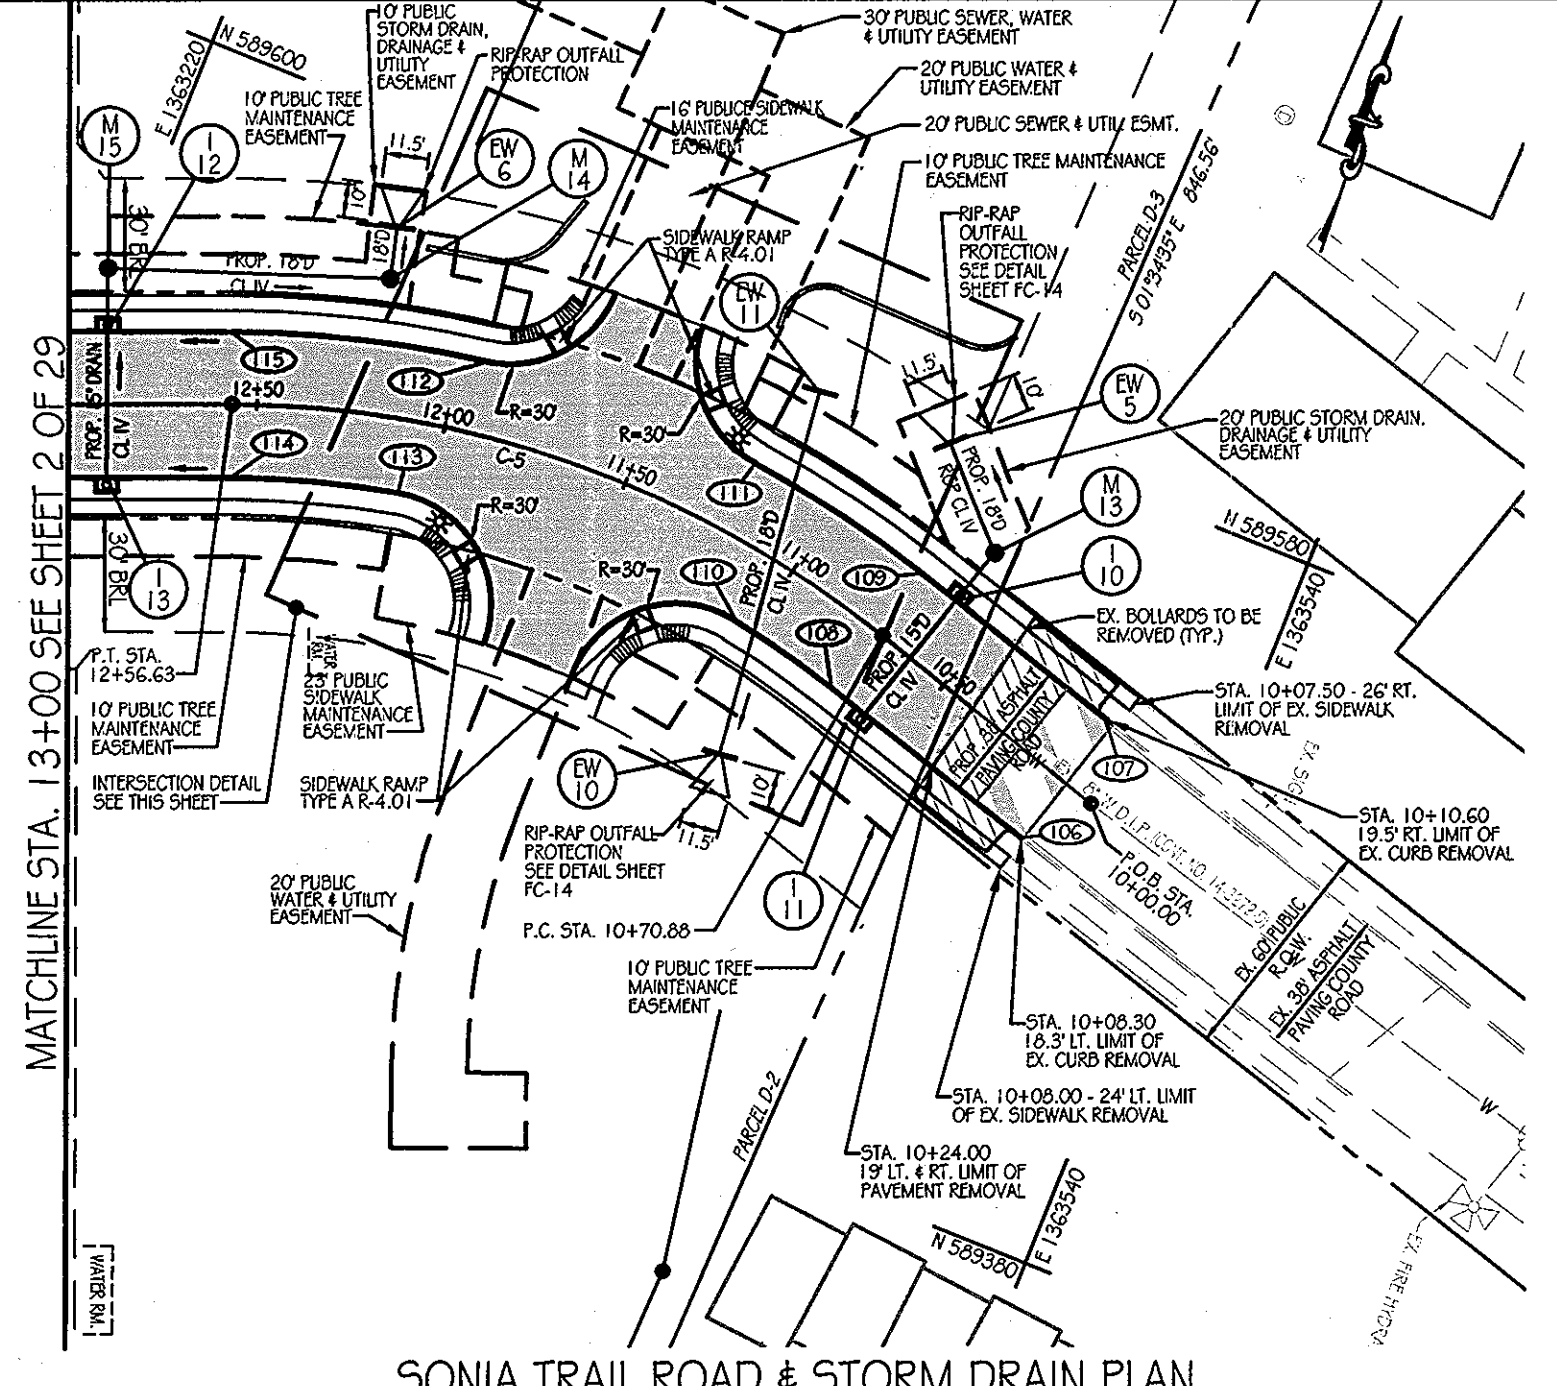 10' PUBLIC
STORM DRAIN,
DRAINAGE &
UTILITY
EASEMENT
N 589600
E 1363220
RIP-RAP OUTFALL
PROTECTION
30' PUBLIC SEWER, WATER
& UTILITY EASEMENT
20' PUBLIC WATER &
UTILITY EASEMENT
10' PUBLIC TREE
MAINTENANCE
EASEMENT
16' PUBLICE SIDEWALK
MAINTENANCE
EASEMENT
20' PUBLIC SEWER & UTIL ESMT.
10' PUBLIC TREE MAINTENANCE
EASEMENT
M
15
I
12
11.5'
10'
EW
6
M
14
PARCEL D-3
S 01°34'35" E 846.56'
RIP-RAP
OUTFALL
PROTECTION
SEE DETAIL
SHEET FC-14
SIDEWALK RAMP
TYPE A R-4.01
30' BRL
18"D
PROP. 18"D
CL IV
EW
11
11.5'
10'
EW
5
20' PUBLIC STORM DRAIN,
DRAINAGE & UTILITY
EASEMENT
MATCHLINE STA. 13+00 SEE SHEET 2 OF 29
PROP. 15" DRAIN
CL IV
115
12+50
112
12+00
R=30'
R=30'
114
113
C-5
11+50
111
R=30'
PROP. 18"D
RCP CL IV
M
13
N 589580
E 1363540
I
10
30' BRL
I
13
R=30'
110
PROP. 18"D
CL IV
11+00
109
108
PROP. 15"D
CL IV
10+50
EX. BOLLARDS TO BE
REMOVED (TYP.)
P.T. STA.
12+56.63
WATER
RM.
23' PUBLIC
SIDEWALK
MAINTENANCE
EASEMENT
10' PUBLIC TREE
MAINTENANCE
EASEMENT
PROP. 38' ASPHALT
PAVING COUNTY
ROAD
STA. 10+07.50 - 26' RT.
LIMIT OF EX. SIDEWALK
REMOVAL
INTERSECTION DETAIL
SEE THIS SHEET
SIDEWALK RAMP
TYPE A R-4.01
EW
10
10'
11.5'
107
106
STA. 10+10.60
19.5' RT. LIMIT OF
EX. CURB REMOVAL
RIP-RAP OUTFALL
PROTECTION
SEE DETAIL SHEET
FC-14
P.O.B. STA.
10+00.00
20' PUBLIC
WATER & UTILITY
EASEMENT
I
11
P.C. STA. 10+70.88
EX. 60' PUBLIC
R.O.W.
EX. 38' ASPHALT
PAVING COUNTY
ROAD
10' PUBLIC TREE
MAINTENANCE
EASEMENT
STA. 10+08.30
18.3' LT. LIMIT OF
EX. CURB REMOVAL
STA. 10+08.00 - 24' LT. LIMIT
OF EX. SIDEWALK REMOVAL
W
PARCEL D-2
STA. 10+24.00
19' LT. & RT. LIMIT OF
PAVEMENT REMOVAL
N 589380
E 1363540
EX. FIRE HYDRA
WATER RM.
SONIA TRAIL ROAD & STORM DRAIN PLAN